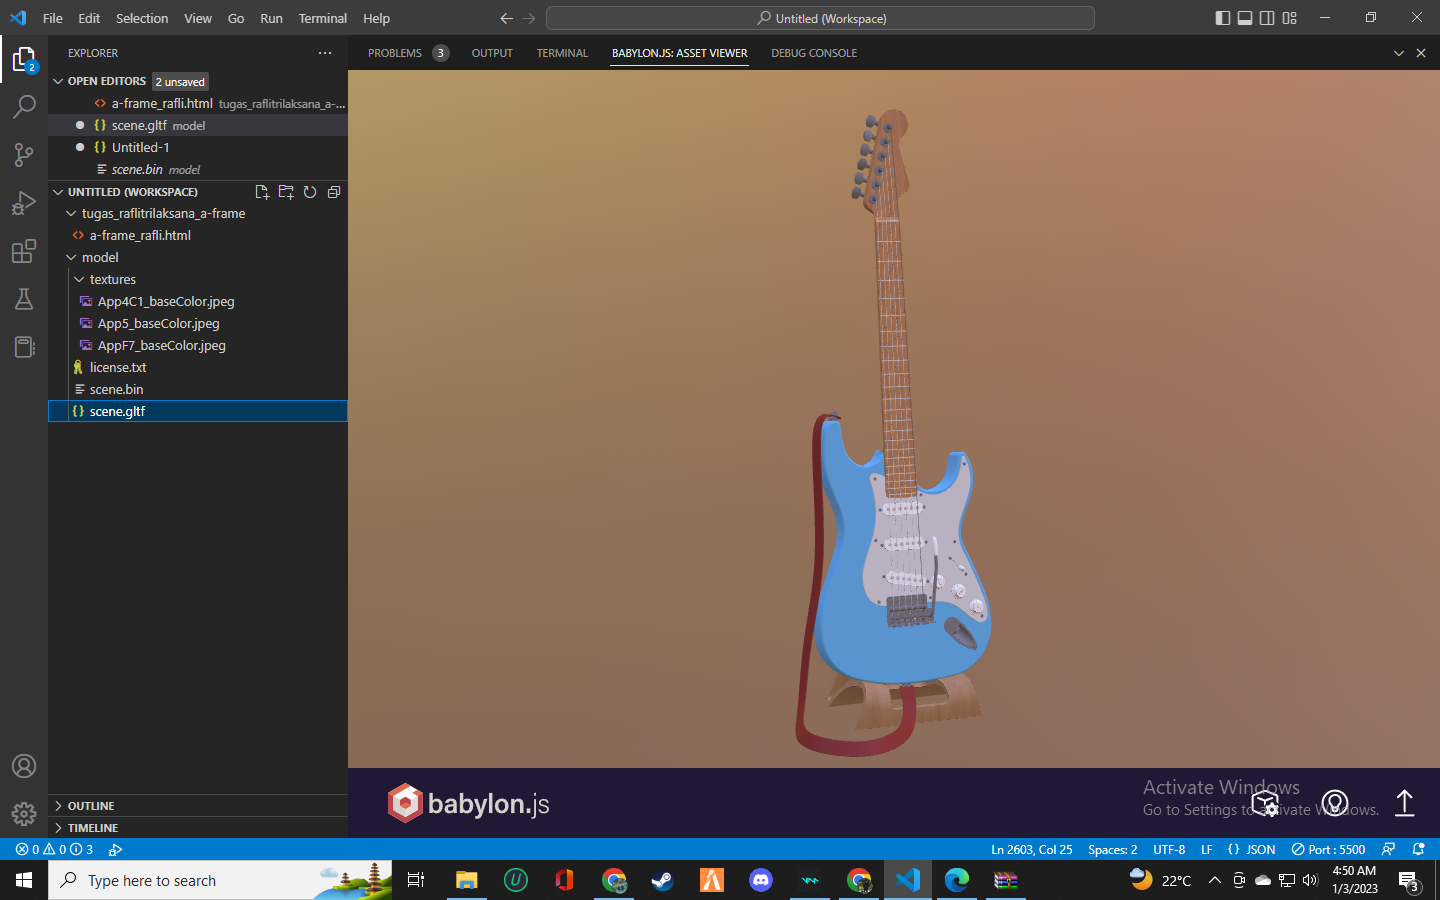 File Edit Selection View Go Run Terminal Help
Untitled (Workspace)
EXPLORER
PROBLEMS 3 OUTPUT TERMINAL BABYLON.JS: ASSET VIEWER DEBUG CONSOLE
OPEN EDITORS 2 unsaved
a-frame_rafli.html tugas_raflitrilaksana_a-...
scene.gltf model
Untitled-1
scene.bin model
UNTITLED (WORKSPACE)
tugas_raflitrilaksana_a-frame
a-frame_rafli.html
model
textures
App4C1_baseColor.jpeg
App5_baseColor.jpeg
AppF7_baseColor.jpeg
license.txt
scene.bin
scene.gltf
2
OUTLINE
TIMELINE
babylon.js
Activate Windows
Go to Settings to activate Windows.
0 0 3
Ln 2603, Col 25 Spaces: 2 UTF-8 LF {} JSON Port : 5500
Type here to search
22°C
4:50 AM
1/3/2023
3